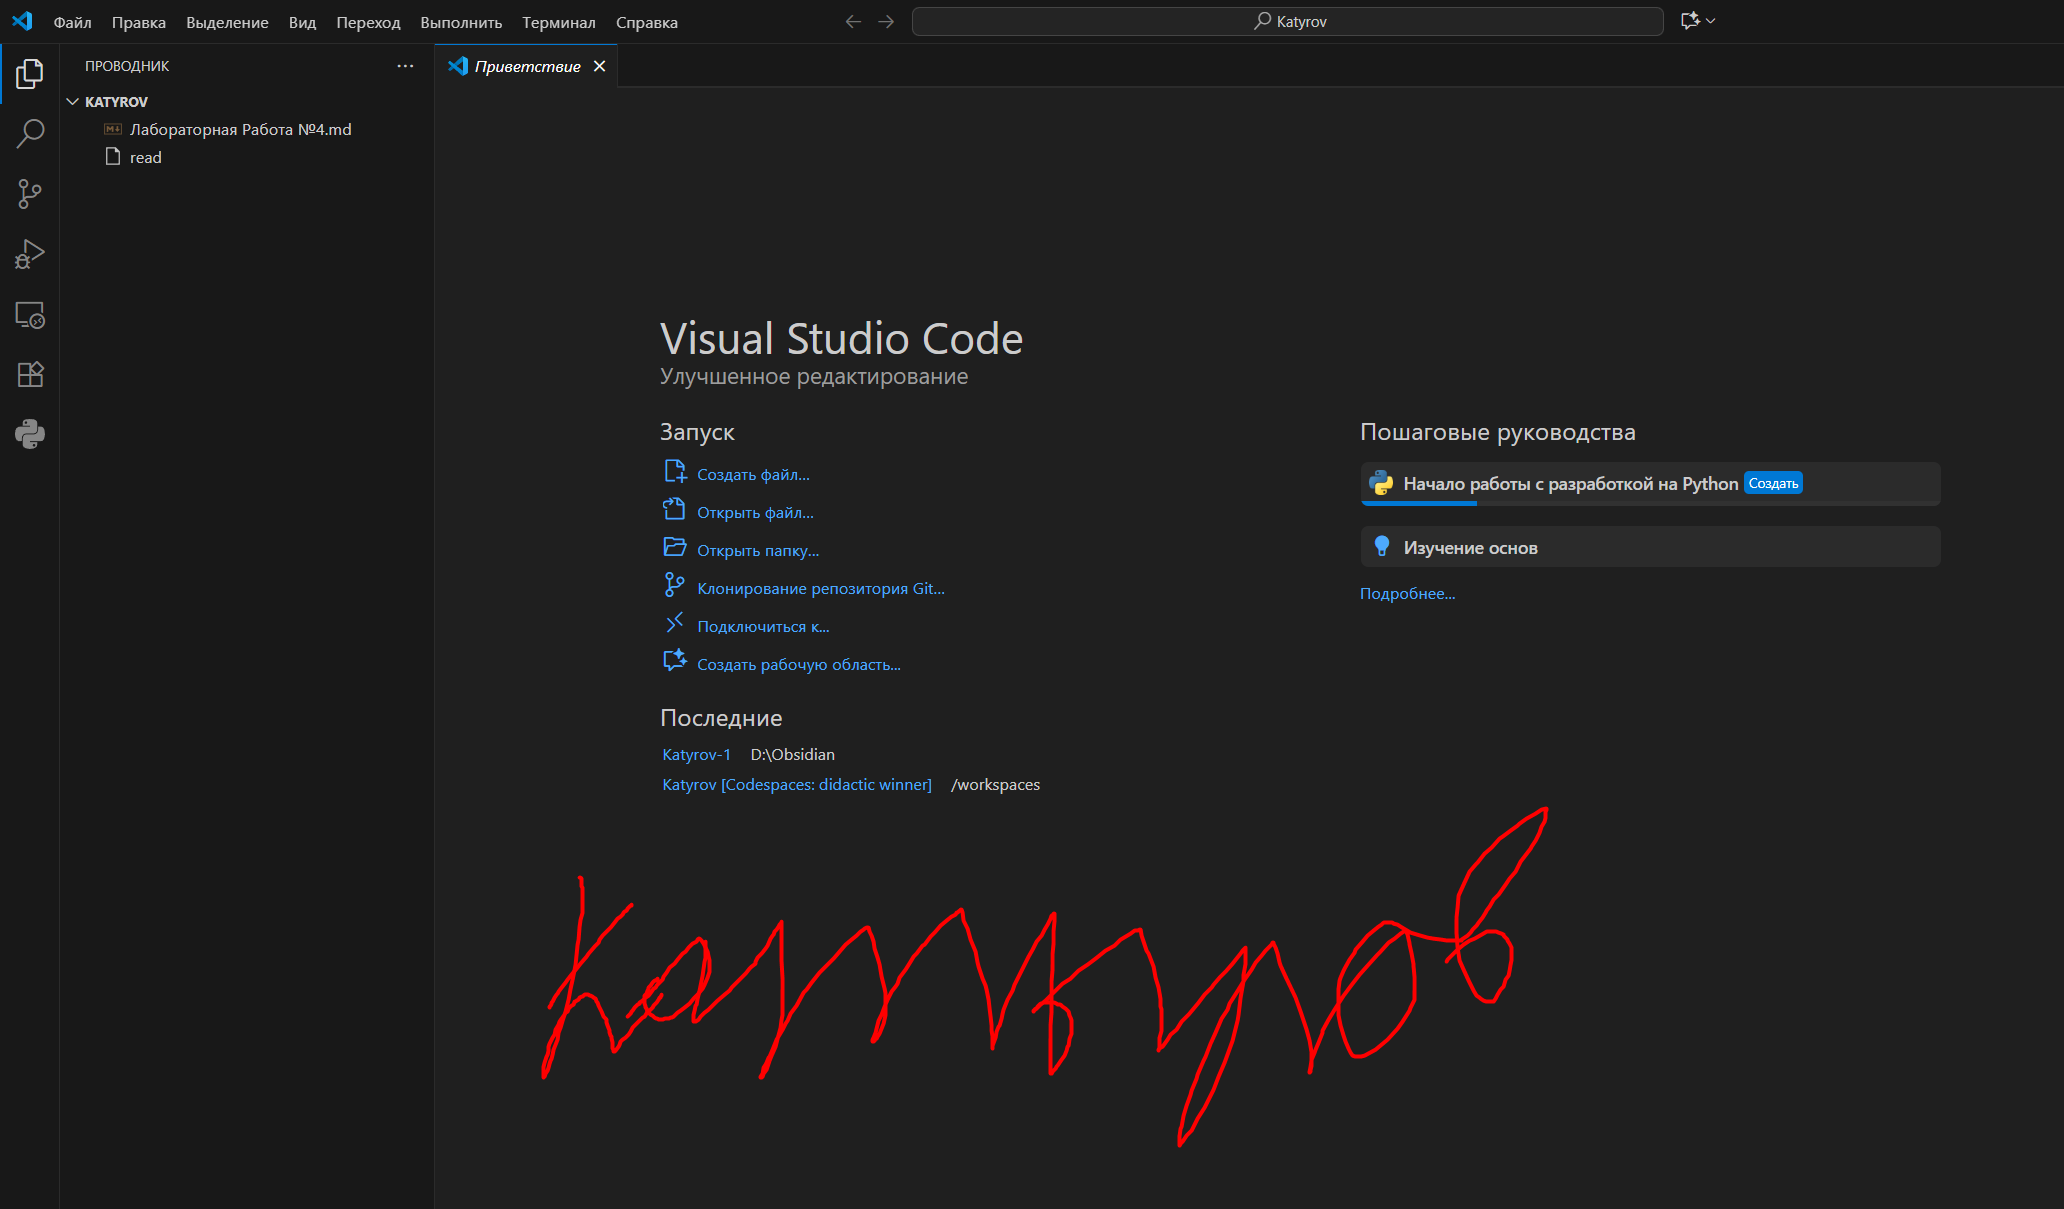 Файл Правка Выделение Вид Переход Выполнить Терминал Справка Katyrov
ПРОВОДНИК
Приветствие
KATYROV
Лабораторная Работа №4.md
read
Visual Studio Code
Улучшенное редактирование
Запуск
Создать файл...
Открыть файл...
Открыть папку...
Клонирование репозитория Git...
Подключиться к...
Создать рабочую область...
Последние
Katyrov-1 D:\Obsidian
Katyrov [Codespaces: didactic winner] /workspaces
Пошаговые руководства
Начало работы с разработкой на Python Создать
Изучение основ
Подробнее...
Катыров